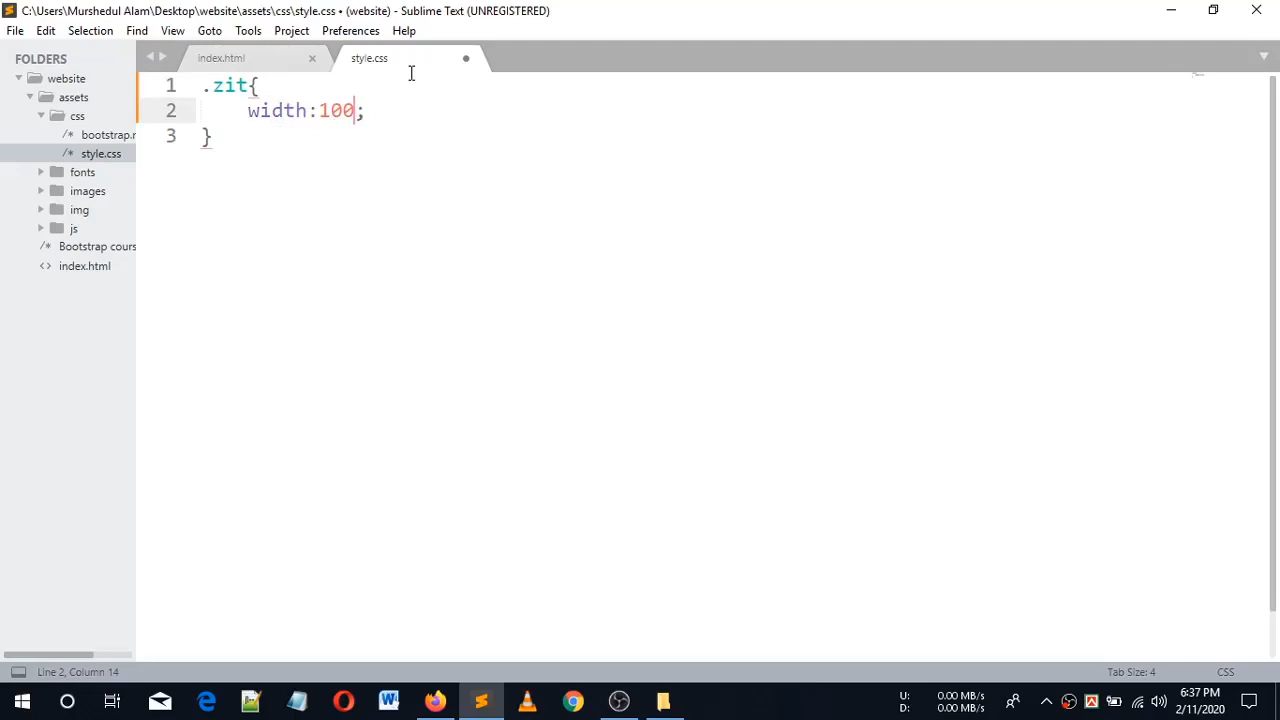 C:\Users\Murshedul Alam\Desktop\website\assets\css\style.css • (website) - Sublime Text (UNREGISTERED)
File Edit Selection Find View Goto Tools Project Preferences Help
FOLDERS
website
assets
css
/* bootstrap.r
/* style.css
fonts
images
img
js
/* Bootstrap cours
<> index.html
index.html
style.css
1 .zit{
2 width:100;
3 }
Line 2, Column 14
Tab Size: 4
CSS
U: 0.00 MB/s
D: 0.00 MB/s
6:37 PM
2/11/2020